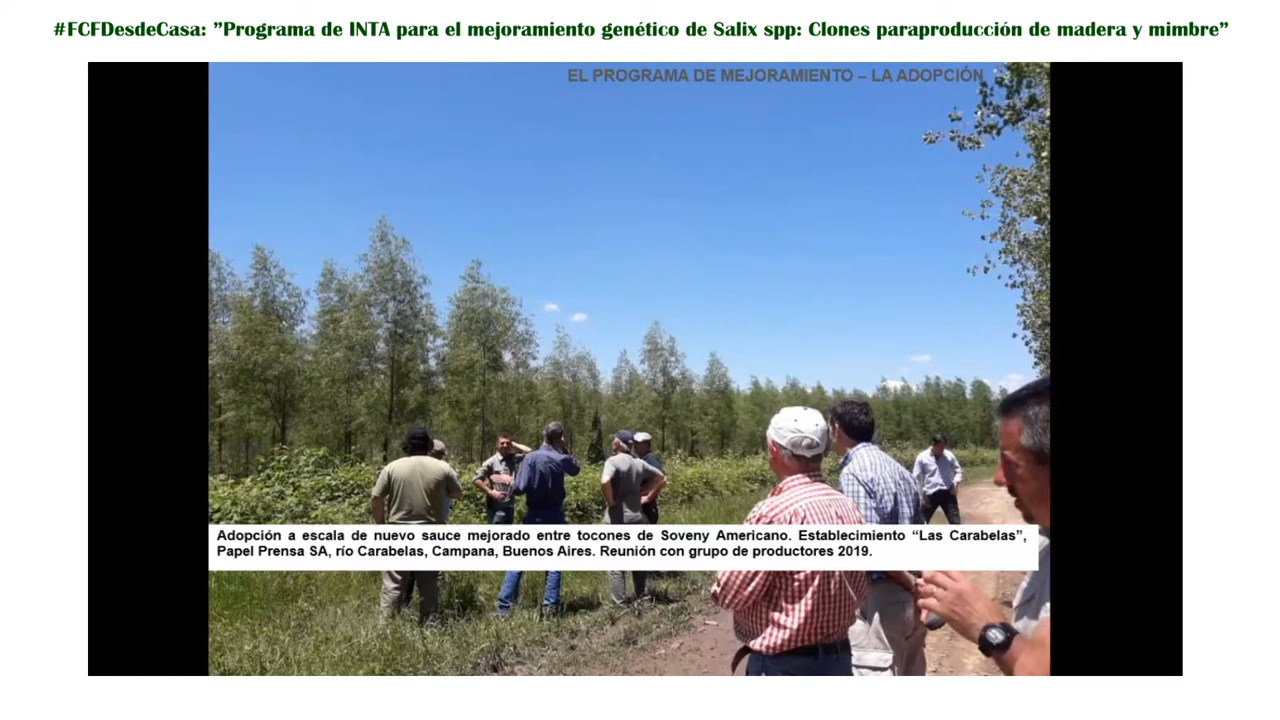 #FCFDesdeCasa: ”Programa de INTA para el mejoramiento genético de Salix spp: Clones paraproducción de madera y mimbre”
EL PROGRAMA DE MEJORAMIENTO – LA ADOPCIÓN
Adopción a escala de nuevo sauce mejorado entre tocones de Soveny Americano. Establecimiento “Las Carabelas”,
Papel Prensa SA, río Carabelas, Campana, Buenos Aires. Reunión con grupo de productores 2019.